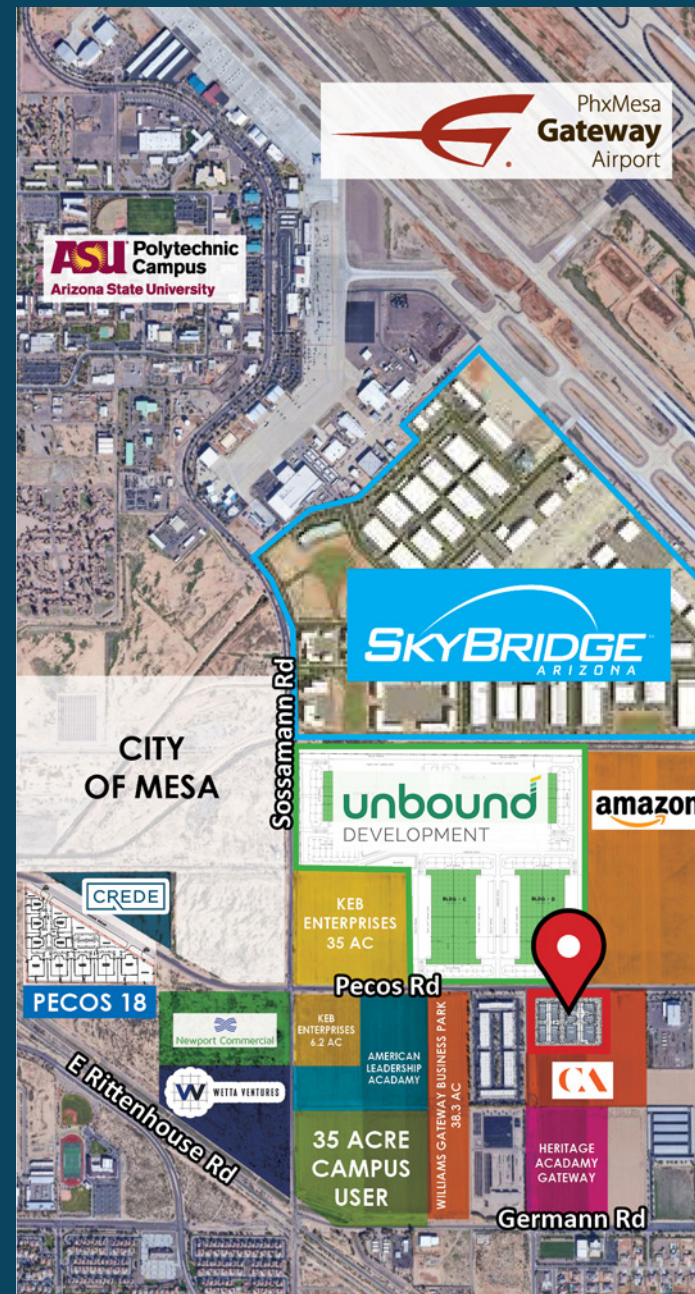 PhxMesa
Gateway
Airport
ASU Polytechnic
Campus
Arizona State University
SKYBRIDGE
ARIZONA
Sossamann Rd
CITY
OF MESA
unbound
DEVELOPMENT
amazon
CREDE
KEB
ENTERPRISES
35 AC
BLDG - C
PECOS 18
Pecos Rd
Newport Commercial
KEB
ENTERPRISES
6.2 AC
AMERICAN
LEADERSHIP
ACADAMY
WILLIAMS GATEWAY BUSINESS PARK
38.3 AC
CA
W WETTA VENTURES
E Rittenhouse Rd
35 ACRE
CAMPUS
USER
HERITAGE
ACADAMY
GATEWAY
Germann Rd